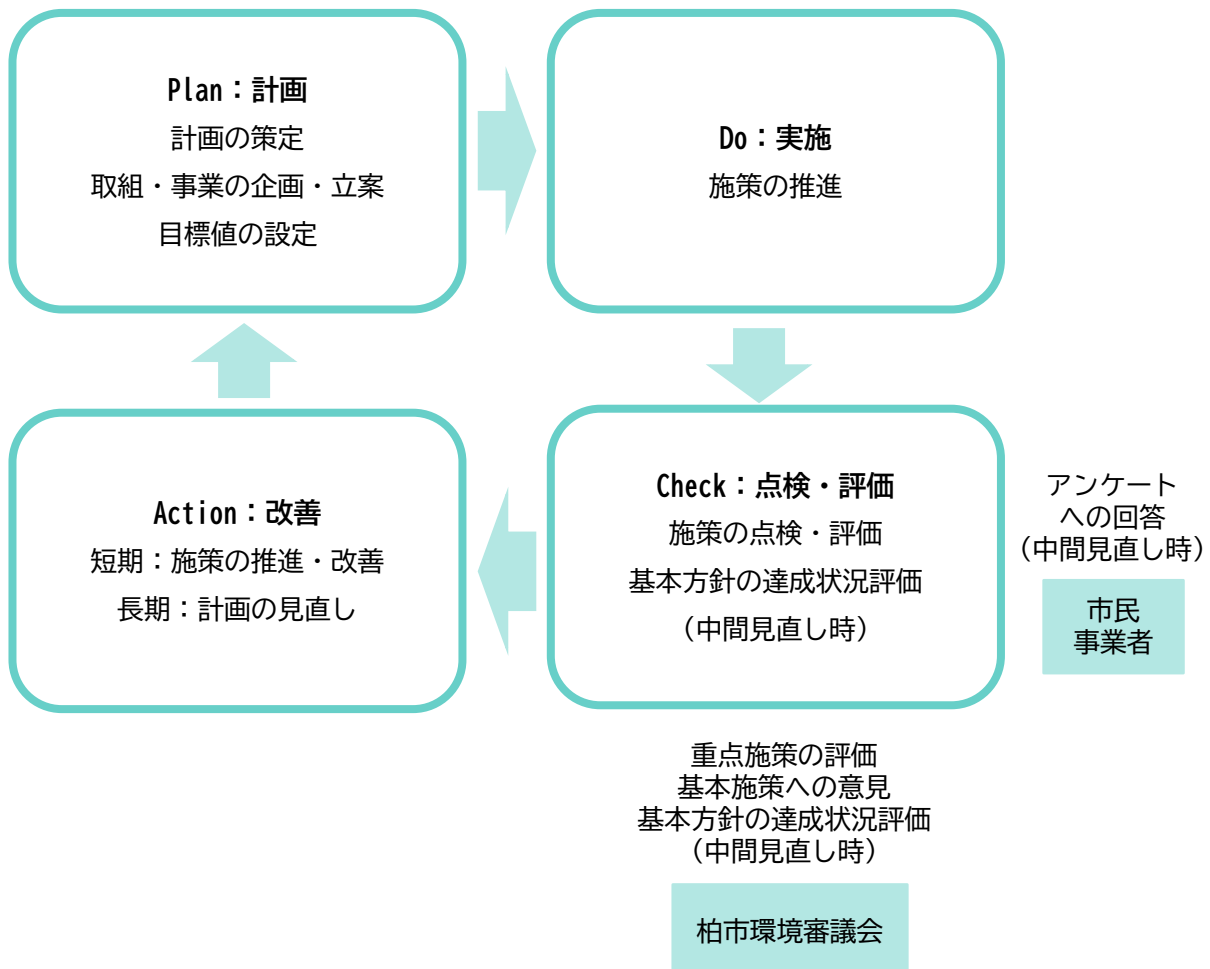 Plan：計画
計画の策定
取組・事業の企画・立案
目標値の設定
Do：実施
施策の推進
Check：点検・評価
施策の点検・評価
基本方針の達成状況評価
（中間見直し時）
Action：改善
短期：施策の推進・改善
長期：計画の見直し
アンケート
への回答
（中間見直し時）
市民
事業者
重点施策の評価
基本施策への意見
基本方針の達成状況評価
（中間見直し時）
柏市環境審議会